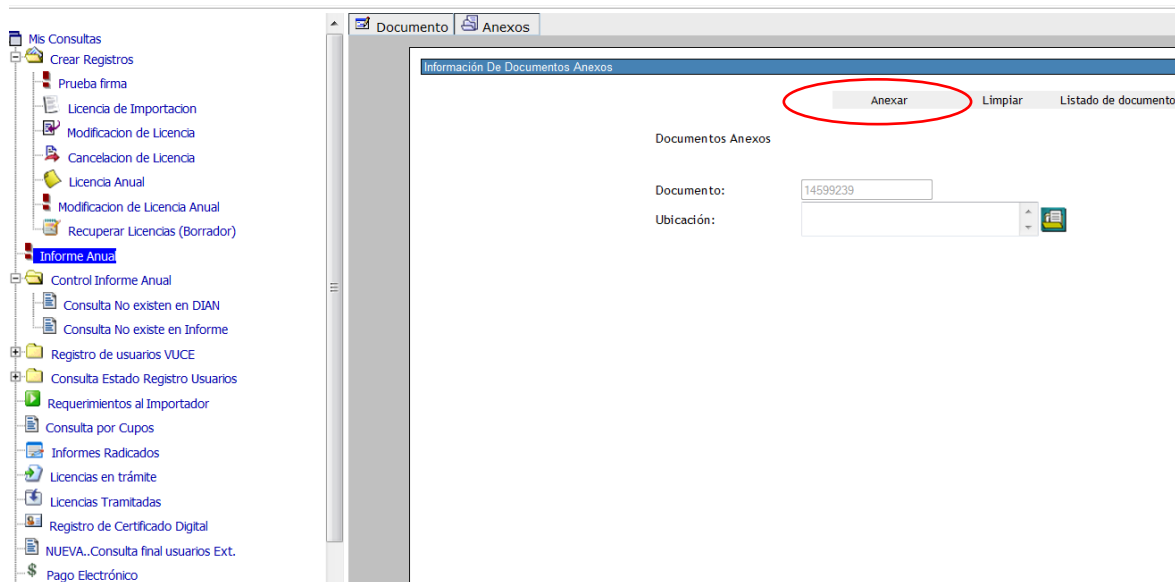 Mis Consultas
Crear Registros
Prueba firma
Licencia de Importacion
Modificacion de Licencia
Cancelacion de Licencia
Licencia Anual
Modificacion de Licencia Anual
Recuperar Licencias (Borrador)
Informe Anual
Control Informe Anual
Consulta No existen en DIAN
Consulta No existe en Informe
Registro de usuarios VUCE
Consulta Estado Registro Usuarios
Requerimientos al Importador
Consulta por Cupos
Informes Radicados
Licencias en trámite
Licencias Tramitadas
Registro de Certificado Digital
NUEVA..Consulta final usuarios Ext.
Pago Electrónico
Documento Anexos
Información De Documentos Anexos
Anexar Limpiar Listado de documento
Documentos Anexos
Documento: 14599239
Ubicación: